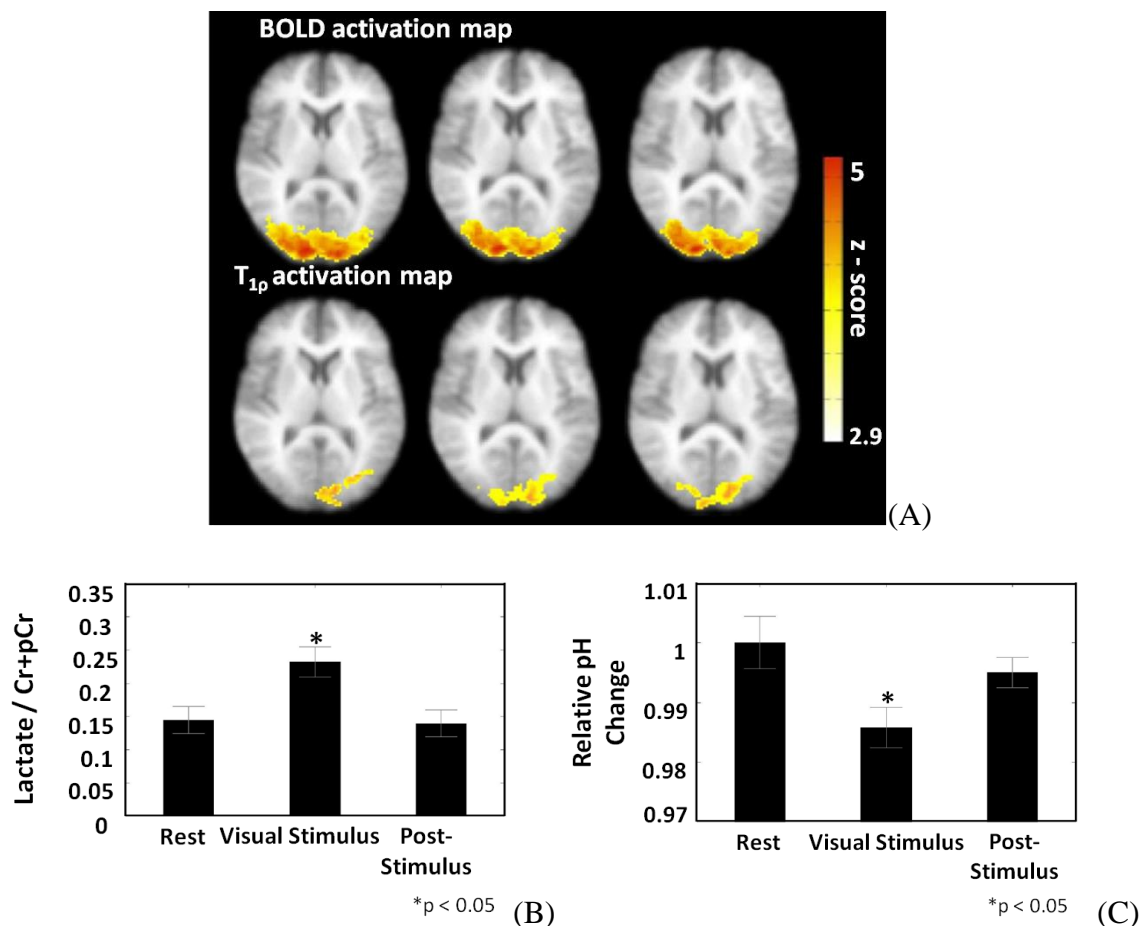 BOLD activation map
T1ρ activation map
5
z - score
2.9
(A)
Lactate / Cr+pCr
0.35
0.3
0.25
0.2
0.15
0.1
0.05
0
*
Rest
Visual Stimulus
Post-
Stimulus
*p < 0.05
(B)
Relative pH
Change
1.01
1
0.99
0.98
0.97
*
Rest
Visual Stimulus
Post-
Stimulus
*p < 0.05
(C)